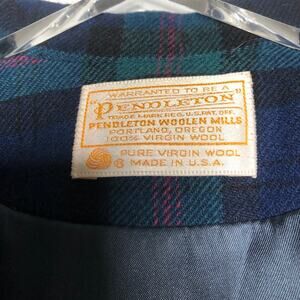 WARRANTED TO BE A
"PENDLETON"
TRADE MARK REG. U.S. PAT. OFF.
PENDLETON WOOLEN MILLS
PORTLAND, OREGON
100% VIRGIN WOOL
PURE VIRGIN WOOL
® MADE IN U.S.A.